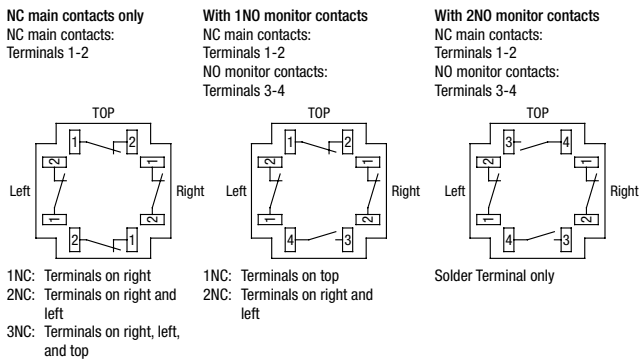 NC main contacts only
NC main contacts:
Terminals 1-2
TOP
1 2
2 1
Left Right
1 2
2 1
1NC: Terminals on right
2NC: Terminals on right and
left
3NC: Terminals on right, left,
and top
With 1NO monitor contacts
NC main contacts:
Terminals 1-2
NO monitor contacts:
Terminals 3-4
TOP
1 2
2 1
Left Right
1 2
4 3
1NC: Terminals on top
2NC: Terminals on right and
left
With 2NO monitor contacts
NC main contacts:
Terminals 1-2
NO monitor contacts:
Terminals 3-4
TOP
3 4
2 1
Left Right
1 2
4 3
Solder Terminal only